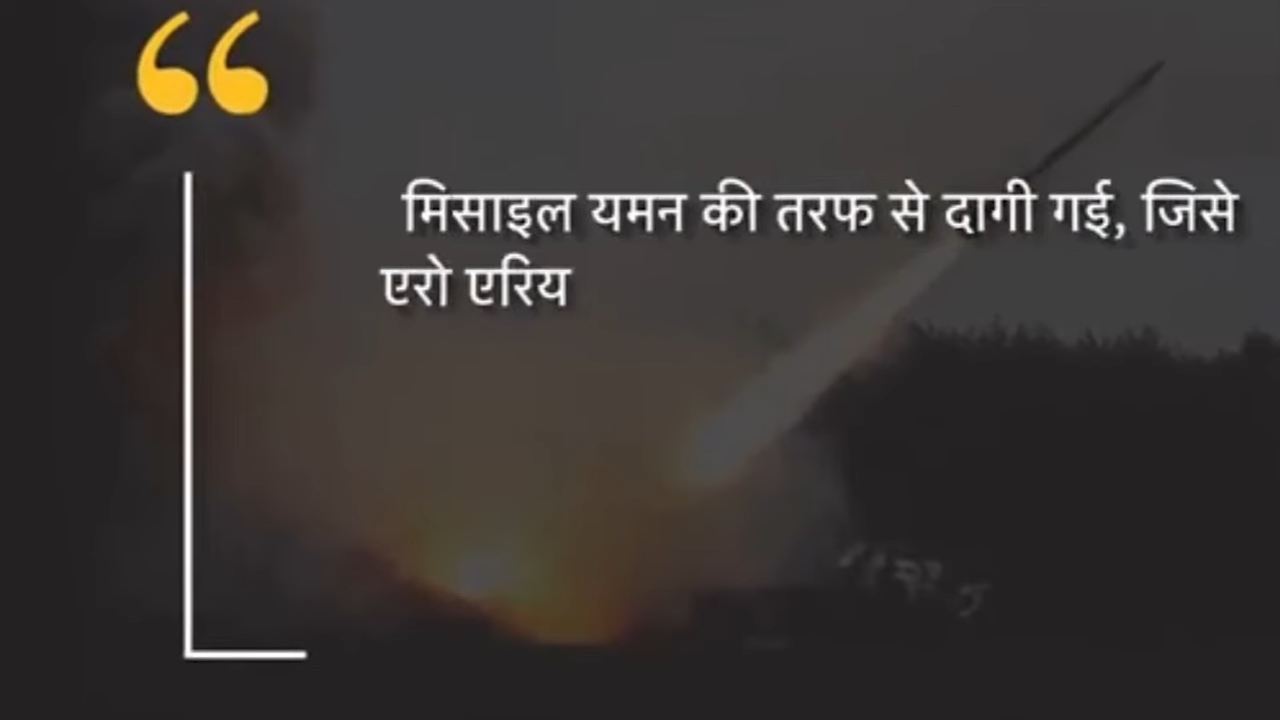 मिसाइल यमन की तरफ से दागी गई, जिसे
एरो एरिय